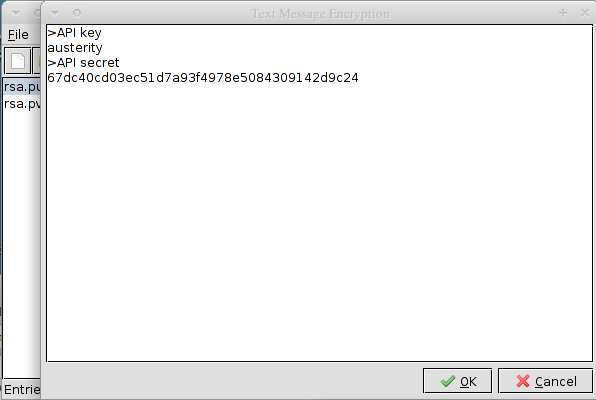 Text Message Encryption
File
>API key
austerity
>API secret
67dc40cd03ec51d7a93f4978e5084309142d9c24
rsa.pu
rsa.pv
Entrie
OK
Cancel